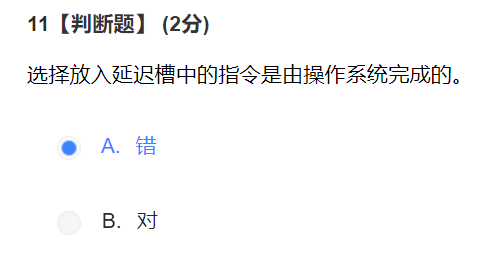 11【判断题】 (2分)
选择放入延迟槽中的指令是由操作系统完成的。
A. 错
B. 对